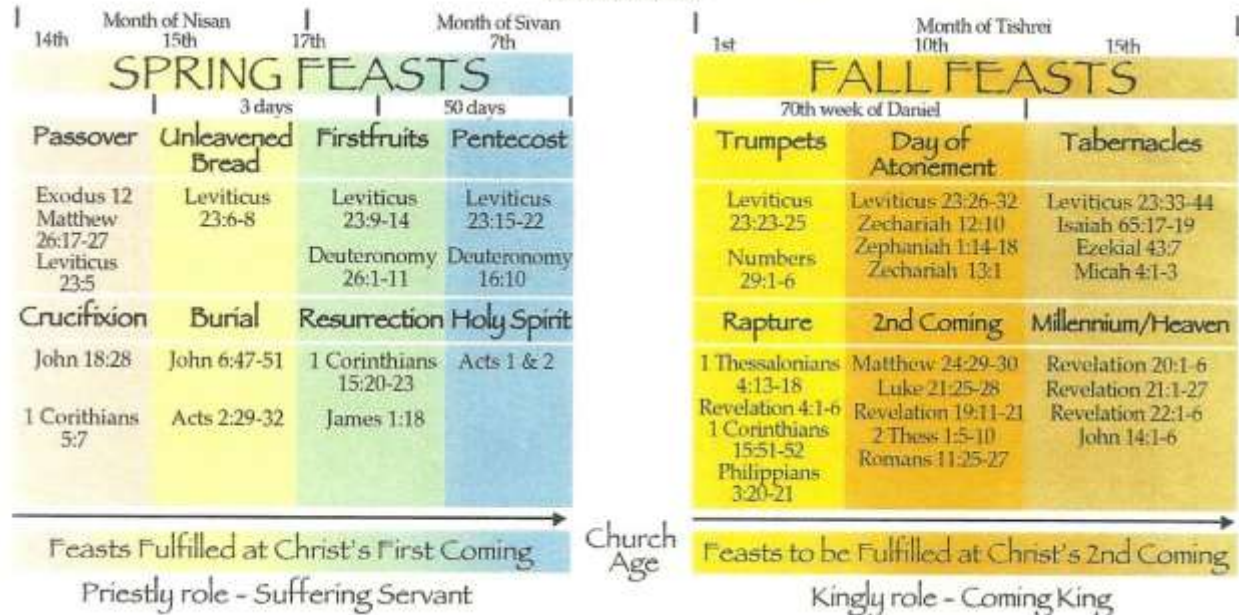 Month of Nisan
Month of Sivan
14th 15th 17th 7th
SPRING FEASTS
3 days 50 days
Passover
Exodus 12
Matthew
26:17-27
Leviticus
23:5
Crucifixion
John 18:28
1 Corithians
5:7
Unleavened
Bread
Leviticus
23:6-8
Burial
John 6:47-51
Acts 2:29-32
Firstfruits
Leviticus
23:9-14
Deuteronomy
26:1-11
Resurrection
1 Corinthians
15:20-23
James 1:18
Pentecost
Leviticus
23:15-22
Deuteronomy
16:10
Holy Spirit
Acts 1 & 2
Feasts Fulfilled at Christ's First Coming
Priestly role - Suffering Servant
Church
Age
Month of Tishrei
1st 10th 15th
FALL FEASTS
70th week of Daniel
Trumpets
Leviticus
23:23-25
Numbers
29:1-6
Rapture
1 Thessalonians
4:13-18
Revelation 4:1-6
1 Corinthians
15:51-52
Philippians
3:20-21
Day of
Atonement
Leviticus 23:26-32
Zechariah 12:10
Zephaniah 1:14-18
Zechariah 13:1
2nd Coming
Matthew 24:29-30
Luke 21:25-28
Revelation 19:11-21
2 Thess 1:5-10
Romans 11:25-27
Tabernacles
Leviticus 23:33-44
Isaiah 65:17-19
Ezekial 43:7
Micah 4:1-3
Millennium/Heaven
Revelation 20:1-6
Revelation 21:1-27
Revelation 22:1-6
John 14:1-6
Feasts to be Fulfilled at Christ's 2nd Coming
Kingly role - Coming King